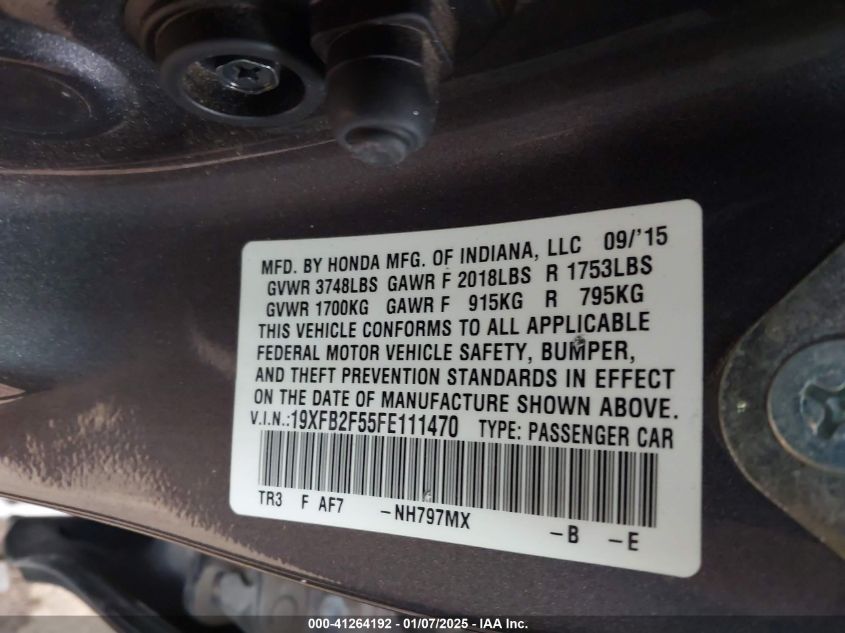 MFD. BY HONDA MFG. OF INDIANA, LLC 09/'15
GVWR 3748LBS GAWR F 2018LBS R 1753LBS
GVWR 1700KG GAWR F 915KG R 795KG
THIS VEHICLE CONFORMS TO ALL APPLICABLE
FEDERAL MOTOR VEHICLE SAFETY, BUMPER,
AND THEFT PREVENTION STANDARDS IN EFFECT
ON THE DATE OF MANUFACTURE SHOWN ABOVE.
V.I.N.:19XFB2F55FE111470 TYPE: PASSENGER CAR
TR3 F AF7 -NH797MX -B -E
000-41264192 - 01/07/2025 - IAA Inc.